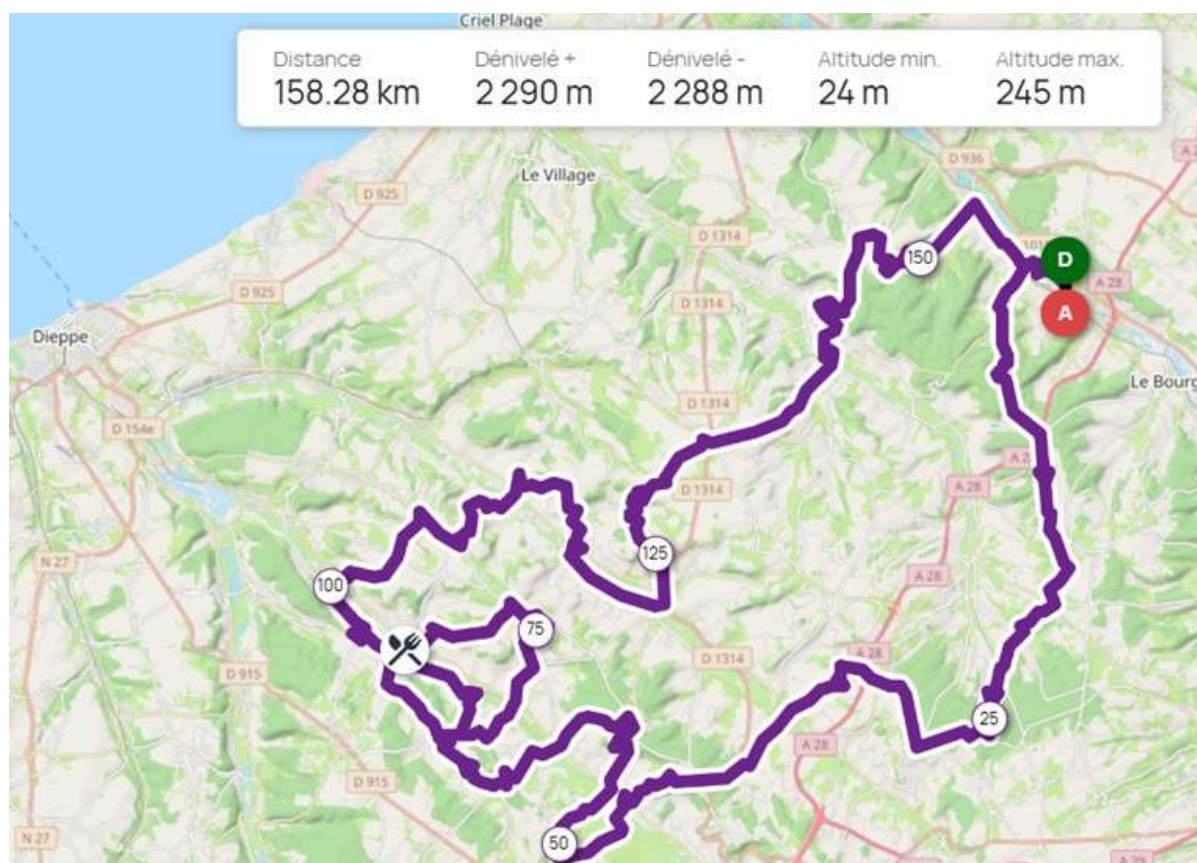 Criel Plage
Distance
158.28 km
Dénivelé +
2 290 m
Dénivelé -
2 288 m
Altitude min.
24 m
Altitude max.
245 m
D 936
D 925
Le Village
D 1314
150
D
A 28
D 925
D 1314
A
Dieppe
Le Bourg
D 1314
D 154e
D 1314
A 28
125
N 27
100
A 28
75
A 28
D 1314
D 915
25
A 28
D 915
N 27
50